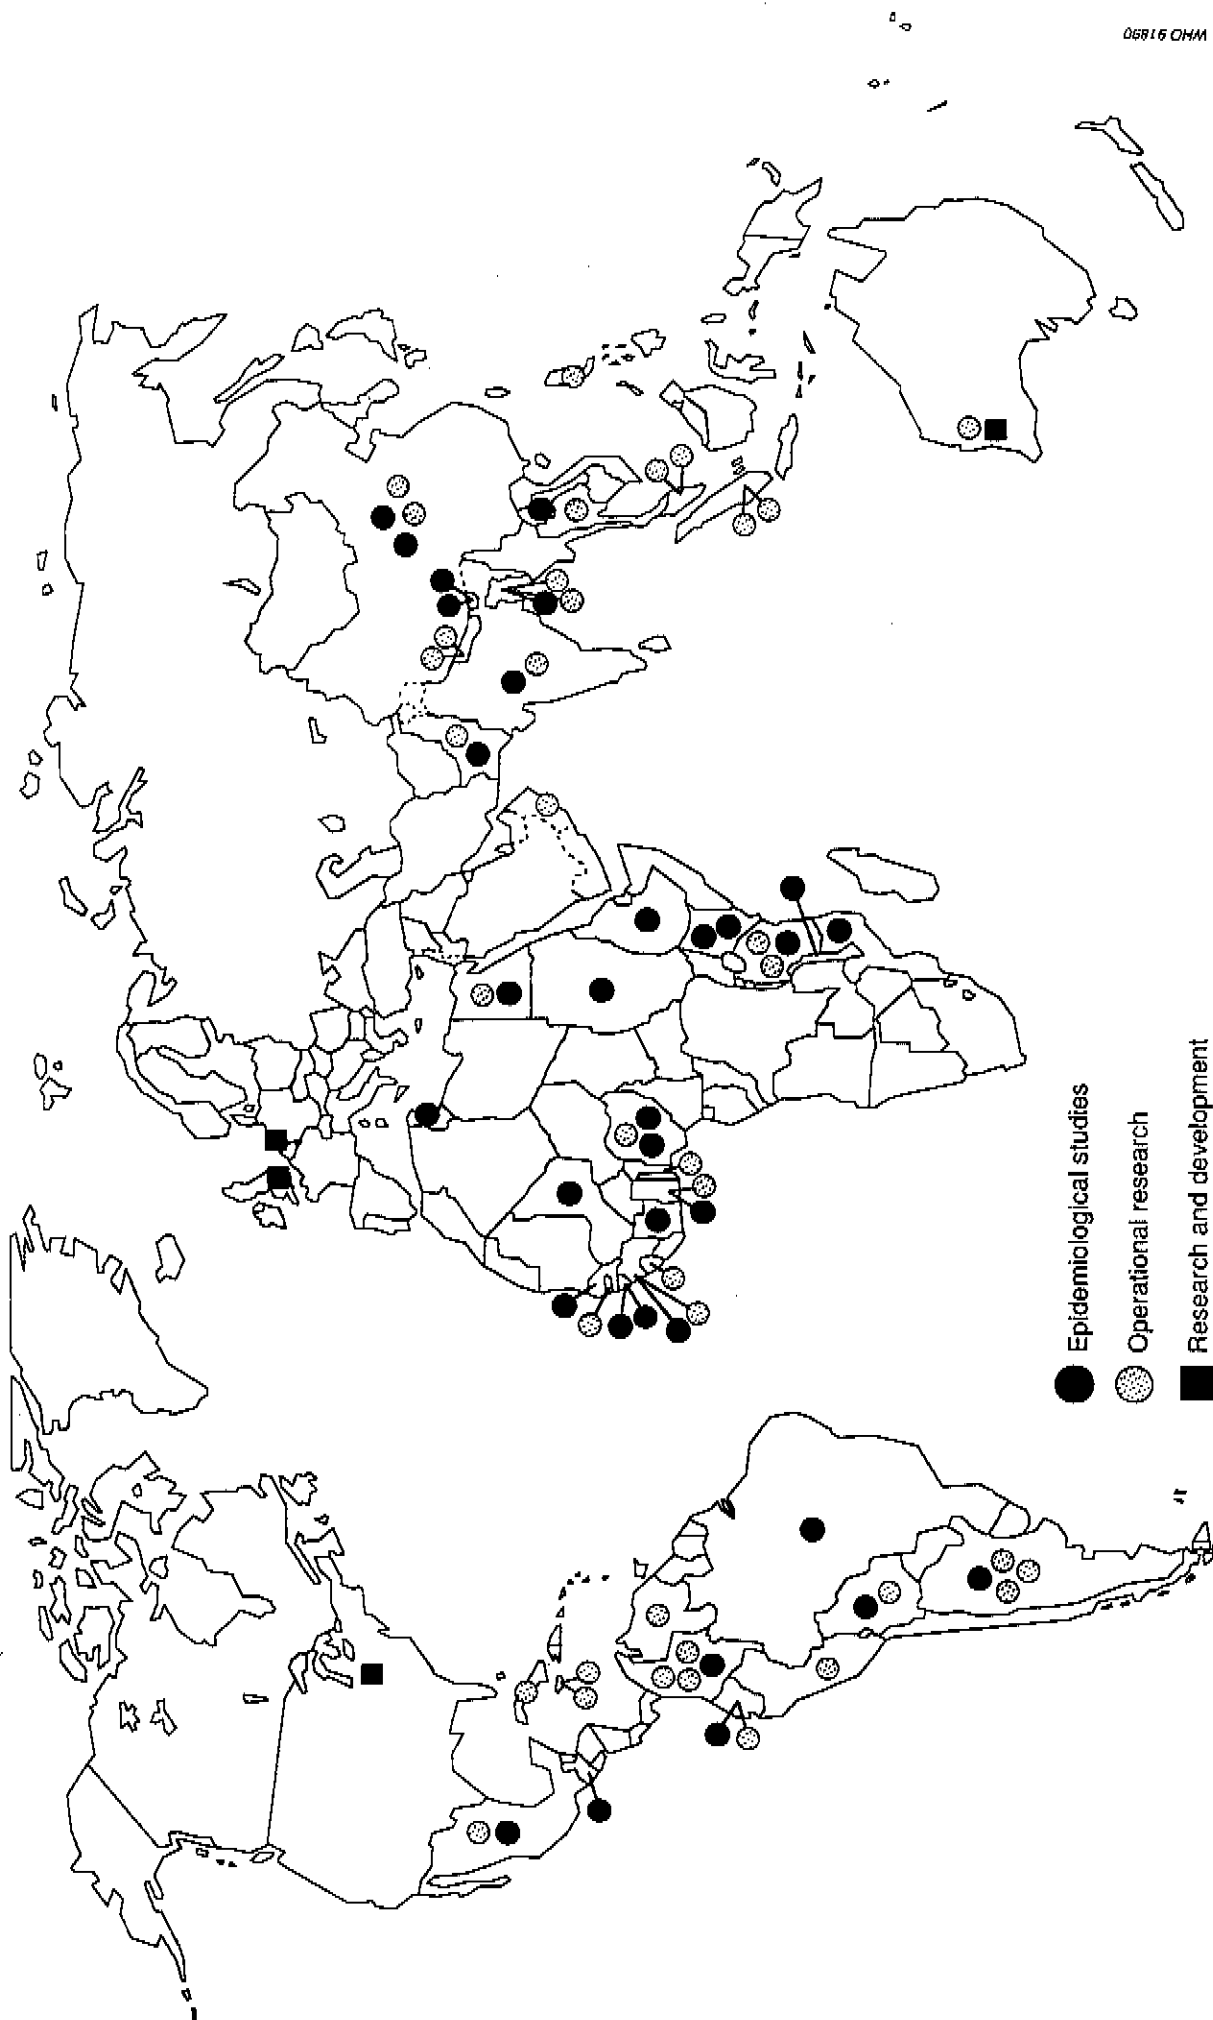 Epidemiological studies
Operational research
Research and development
WHO 91890